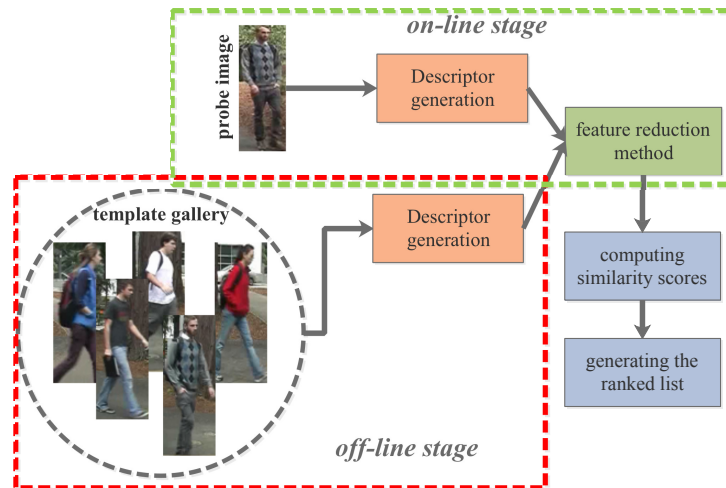 on-line stage
probe image
Descriptor
generation
feature reduction
method
template gallery
Descriptor
generation
computing
similarity scores
generating the
ranked list
off-line stage